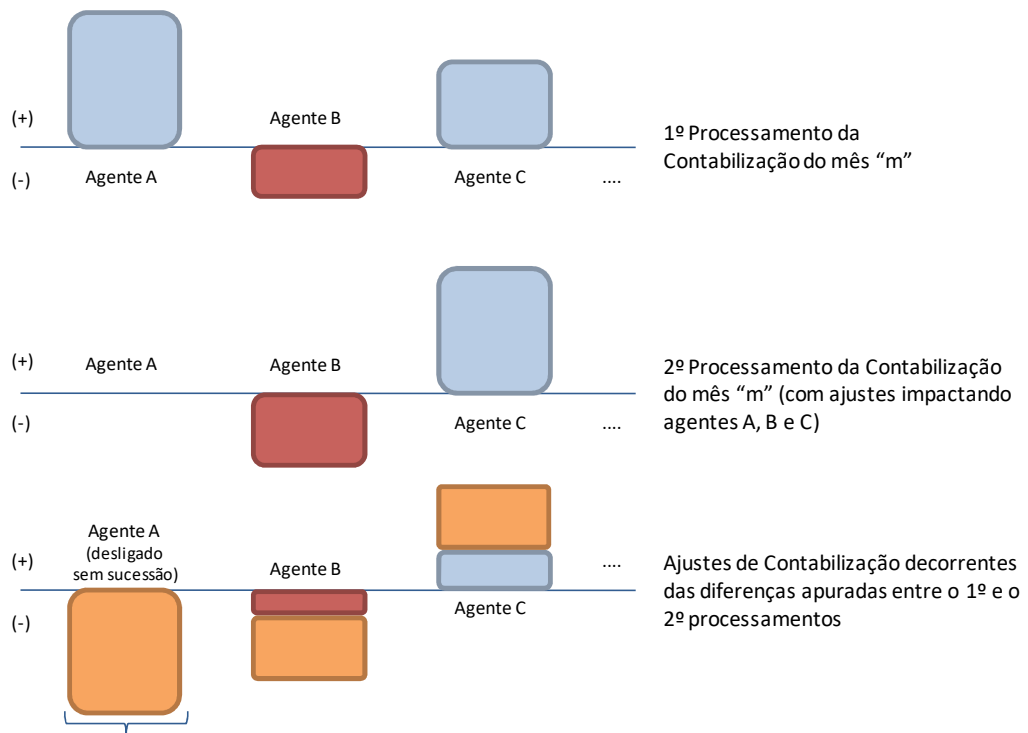 (+)
Agente B
(-)
Agente A
Agente C
....
1º Processamento da
Contabilização do mês “m”
(+)
Agente A
Agente B
(-)
Agente C
....
2º Processamento da Contabilização
do mês “m” (com ajustes impactando
agentes A, B e C)
Agente A
(desligado
sem sucessão)
(+)
Agente B
....
(-)
Agente C
Ajustes de Contabilização decorrentes
das diferenças apuradas entre o 1º e o
2º processamentos